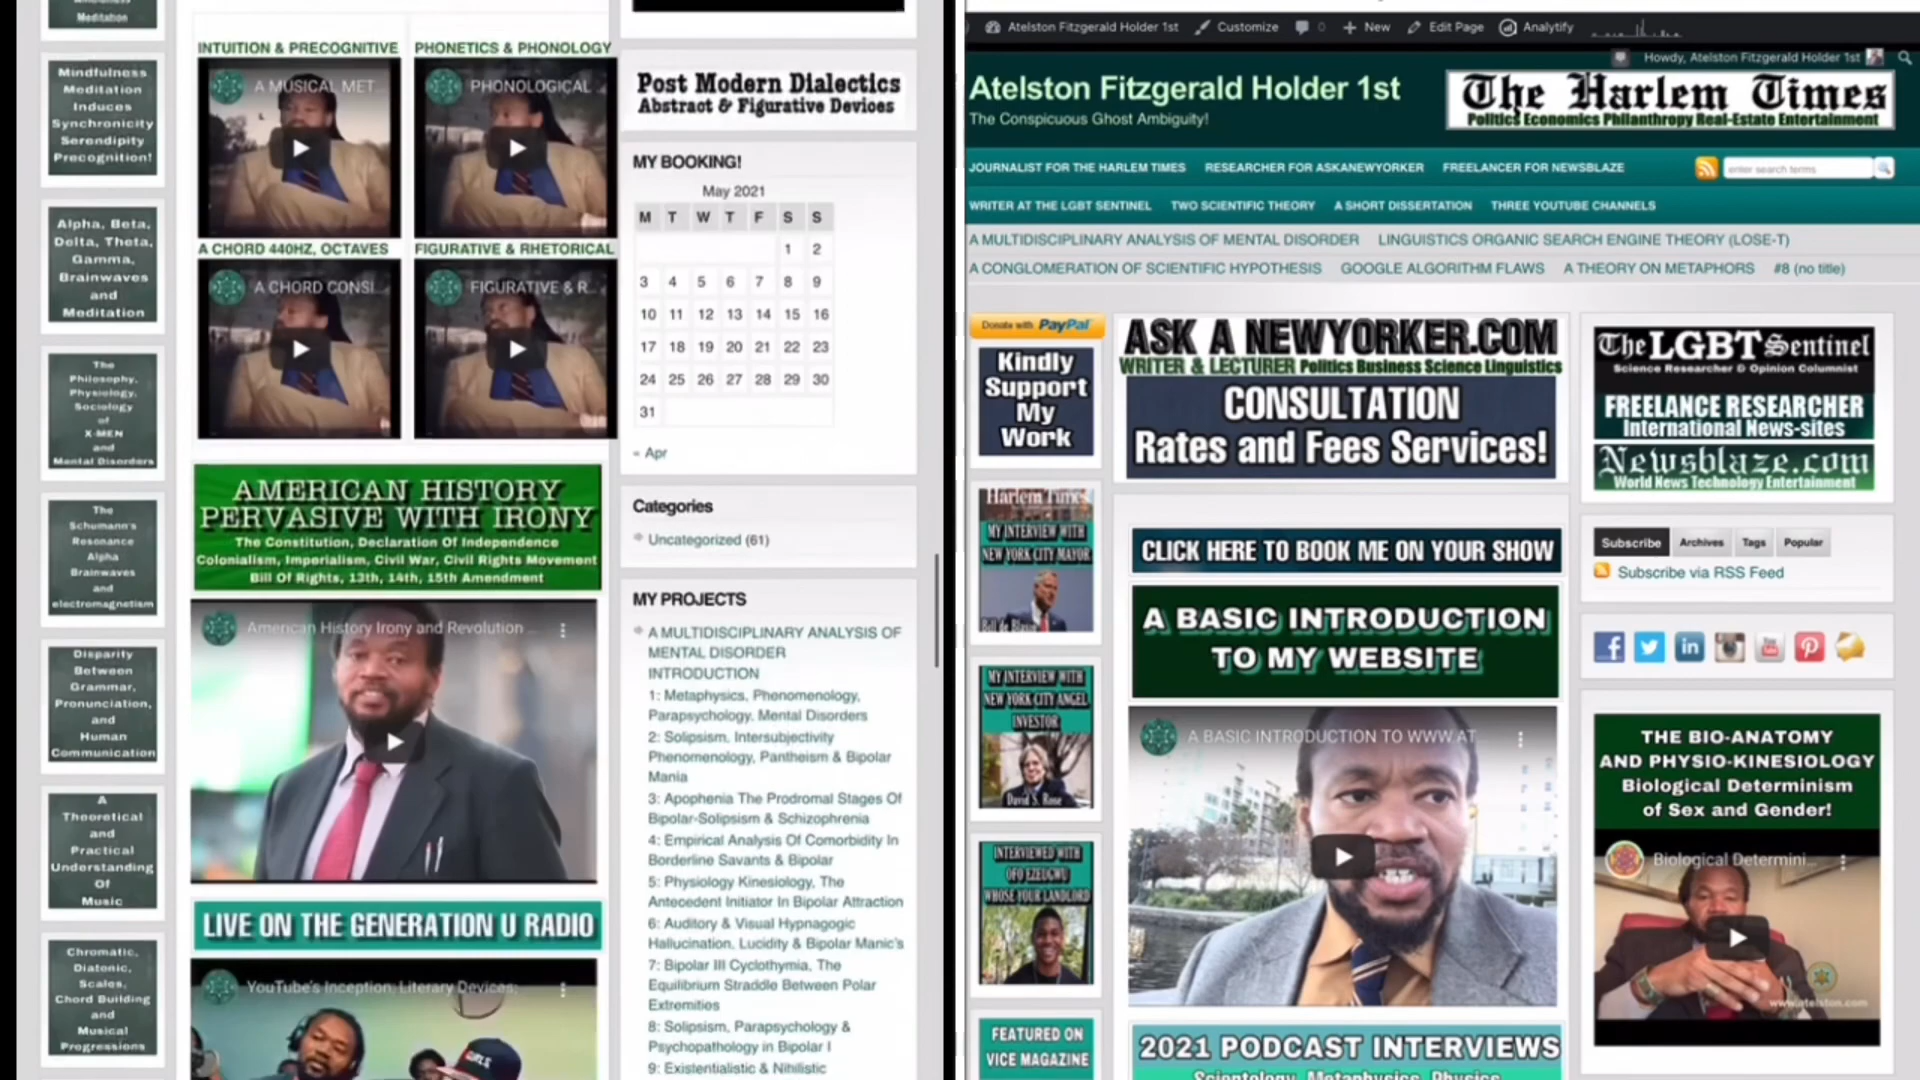 Meditation
Mindfulness
Meditation
Induces
Synchronicity
Serendipity
Precognition!
Alpha, Beta,
Delta, Theta,
Gamma,
Brainwaves
and
Meditation
The
Philosophy,
Physiology,
Sociology
of
X-MEN
and
Mental Disorders
The
Schumann's
Resonance
Alpha
Brainwaves
and
electromagnetism
Disparity
Between
Grammar,
Pronunciation,
and
Human
Communication
A
Theoretical
and
Practical
Understanding
Of
Music
Chromatic,
Diatonic,
Scales,
Chord Building
and
Musical
Progressions
INTUITION & PRECOGNITIVE
PHONETICS & PHONOLOGY
A MUSICAL MET...
PHONOLOGICAL ...
A CHORD 440HZ, OCTAVES
FIGURATIVE & RHETORICAL
A CHORD CONSI...
FIGURATIVE & R...
AMERICAN HISTORY
PERVASIVE WITH IRONY
The Constitution, Declaration Of Independence
Colonialism, Imperialism, Civil War, Civil Rights Movement
Bill Of Rights, 13th, 14th, 15th Amendment
American History Irony and Revolution ...
LIVE ON THE GENERATION U RADIO
YouTube's Inception; Literary Devices;
Post Modern Dialectics
Abstract & Figurative Devices
MY BOOKING!
May 2021
M T W T F S S
1 2
3 4 5 6 7 8 9
10 11 12 13 14 15 16
17 18 19 20 21 22 23
24 25 26 27 28 29 30
31
« Apr
Categories
Uncategorized (61)
MY PROJECTS
A MULTIDISCIPLINARY ANALYSIS OF
MENTAL DISORDER
INTRODUCTION
1: Metaphysics, Phenomenology,
Parapsychology, Mental Disorders
2: Solipsism, Intersubjectivity
Phenomenology, Pantheism & Bipolar
Mania
3: Apophenia The Prodromal Stages Of
Bipolar-Solipsism & Schizophrenia
4: Empirical Analysis Of Comorbidity In
Borderline Savants & Bipolar
5: Physiology Kinesiology, The
Antecedent Initiator In Bipolar Attraction
6: Auditory & Visual Hypnagogic
Hallucination, Lucidity & Bipolar Manic's
7: Bipolar III Cyclothymia, The
Equilibrium Straddle Between Polar
Extremities
8: Solipsism, Parapsychology &
Psychopathology in Bipolar I
9: Existentialistic & Nihilistic
Atelston Fitzgerald Holder 1st
Customize
0
New
Edit Page
Analytify
Howdy, Atelston Fitzgerald Holder 1st
Atelston Fitzgerald Holder 1st
The Conspicuous Ghost Ambiguity!
The Harlem Times
Politics Economics Philanthropy Real-Estate Entertainment
JOURNALIST FOR THE HARLEM TIMES
RESEARCHER FOR ASKANEWYORKER
FREELANCER FOR NEWSBLAZE
enter search terms
WRITER AT THE LGBT SENTINEL
TWO SCIENTIFIC THEORY
A SHORT DISSERTATION
THREE YOUTUBE CHANNELS
A MULTIDISCIPLINARY ANALYSIS OF MENTAL DISORDER
LINGUISTICS ORGANIC SEARCH ENGINE THEORY (LOSE-T)
A CONGLOMERATION OF SCIENTIFIC HYPOTHESIS
GOOGLE ALGORITHM FLAWS
A THEORY ON METAPHORS
#8 (no title)
Donate with PayPal
Kindly
Support
My
Work
Harlem Times
MY INTERVIEW WITH
NEW YORK CITY MAYOR
Bill de Blasio
MY INTERVIEW WITH
NEW YORK CITY ANGEL
INVESTOR
David S. Rose
INTERVIEWED WITH
OFO EZEUGWU
WHOSE YOUR LANDLORD
FEATURED ON
VICE MAGAZINE
ASK A NEWYORKER.COM
WRITER & LECTURER Politics Business Science Linguistics
CONSULTATION
Rates and Fees Services!
CLICK HERE TO BOOK ME ON YOUR SHOW
A BASIC INTRODUCTION
TO MY WEBSITE
A BASIC INTRODUCTION TO WWW.AT
2021 PODCAST INTERVIEWS
Scientology, Metaphysics, Physics
The LGBT Sentinel
Science Researcher & Opinion Columnist
FREELANCE RESEARCHER
International News-sites
Newsblaze.com
World News Technology Entertainment
Subscribe
Archives
Tags
Popular
Subscribe via RSS Feed
THE BIO-ANATOMY
AND PHYSIO-KINESIOLOGY
Biological Determinism
of Sex and Gender!
Biological Determini...
www.atelston.com